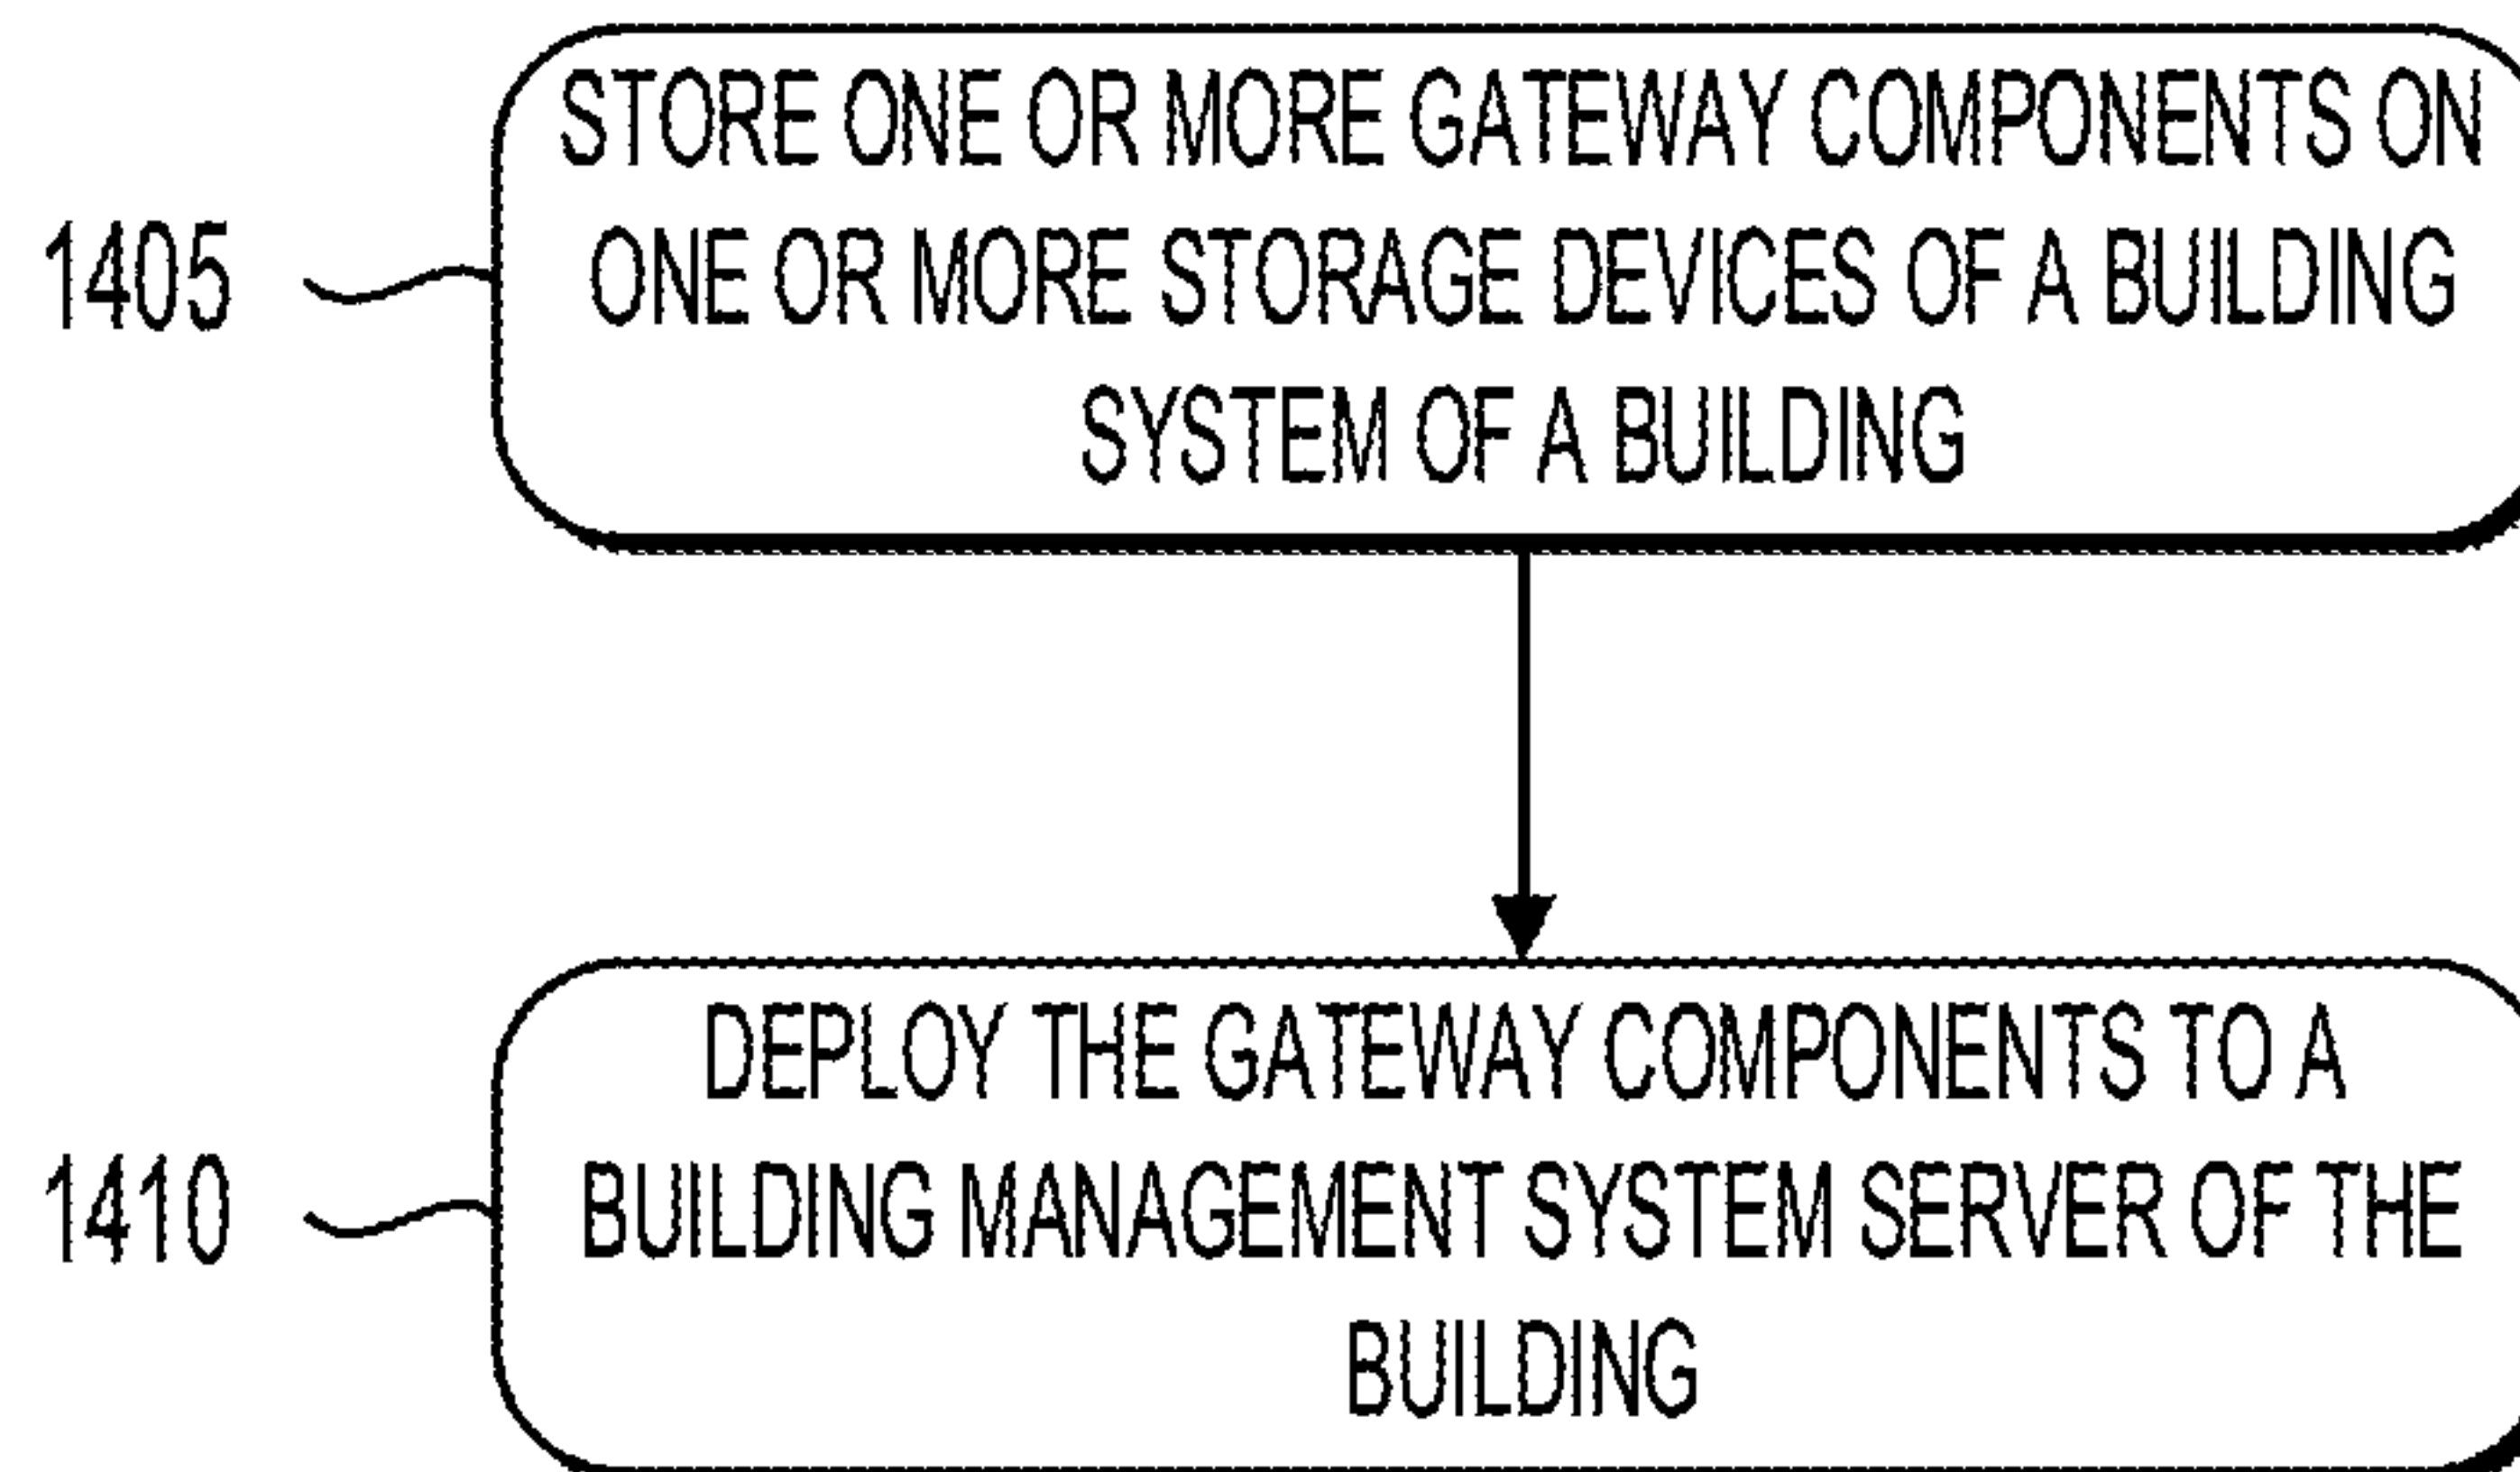 STORE ONE OR MORE GATEWAY COMPONENTS ON
1405 ONE OR MORE STORAGE DEVICES OF A BUILDING
SYSTEM OF A BUILDING
DEPLOY THE GATEWAY COMPONENTS TO A
1410 BUILDING MANAGEMENT SYSTEM SERVER OF THE
BUILDING